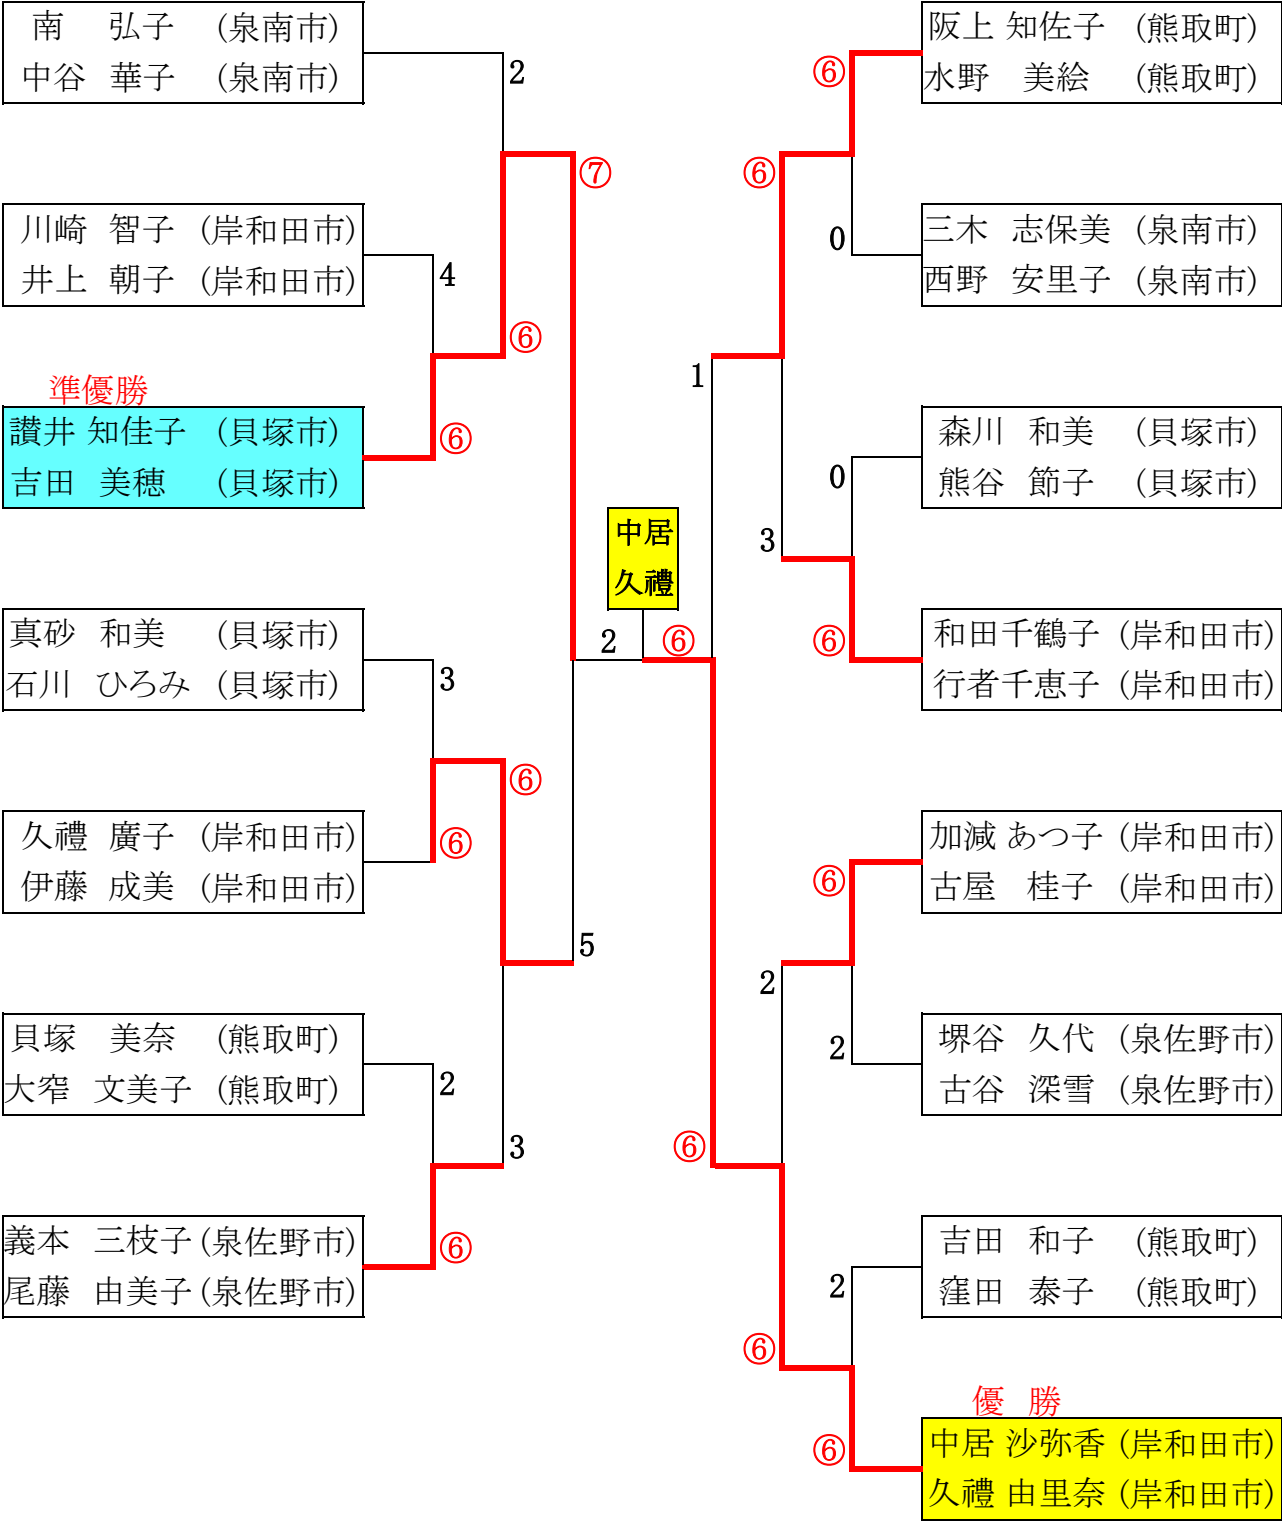 南 弘子 (泉南市)
中谷 華子 (泉南市)
2
⑦
川崎 智子 (岸和田市)
井上 朝子 (岸和田市)
4
⑥
準優勝
讃井 知佳子 (貝塚市)
吉田 美穂 (貝塚市)
⑥
真砂 和美 (貝塚市)
石川 ひろみ (貝塚市)
3
⑥
久禮 廣子 (岸和田市)
伊藤 成美 (岸和田市)
⑥
5
貝塚 美奈 (熊取町)
大窄 文美子 (熊取町)
2
3
義本 三枝子 (泉佐野市)
尾藤 由美子 (泉佐野市)
⑥
中居
久禮
2 ⑥
阪上 知佐子 (熊取町)
水野 美絵 (熊取町)
⑥
⑥
三木 志保美 (泉南市)
西野 安里子 (泉南市)
0
1
森川 和美 (貝塚市)
熊谷 節子 (貝塚市)
0
3
和田千鶴子 (岸和田市)
行者千恵子 (岸和田市)
⑥
加減 あつ子 (岸和田市)
古屋 桂子 (岸和田市)
⑥
2
堺谷 久代 (泉佐野市)
古谷 深雪 (泉佐野市)
2
⑥
吉田 和子 (熊取町)
窪田 泰子 (熊取町)
2
⑥
優 勝
中居 沙弥香 (岸和田市)
久禮 由里奈 (岸和田市)
⑥